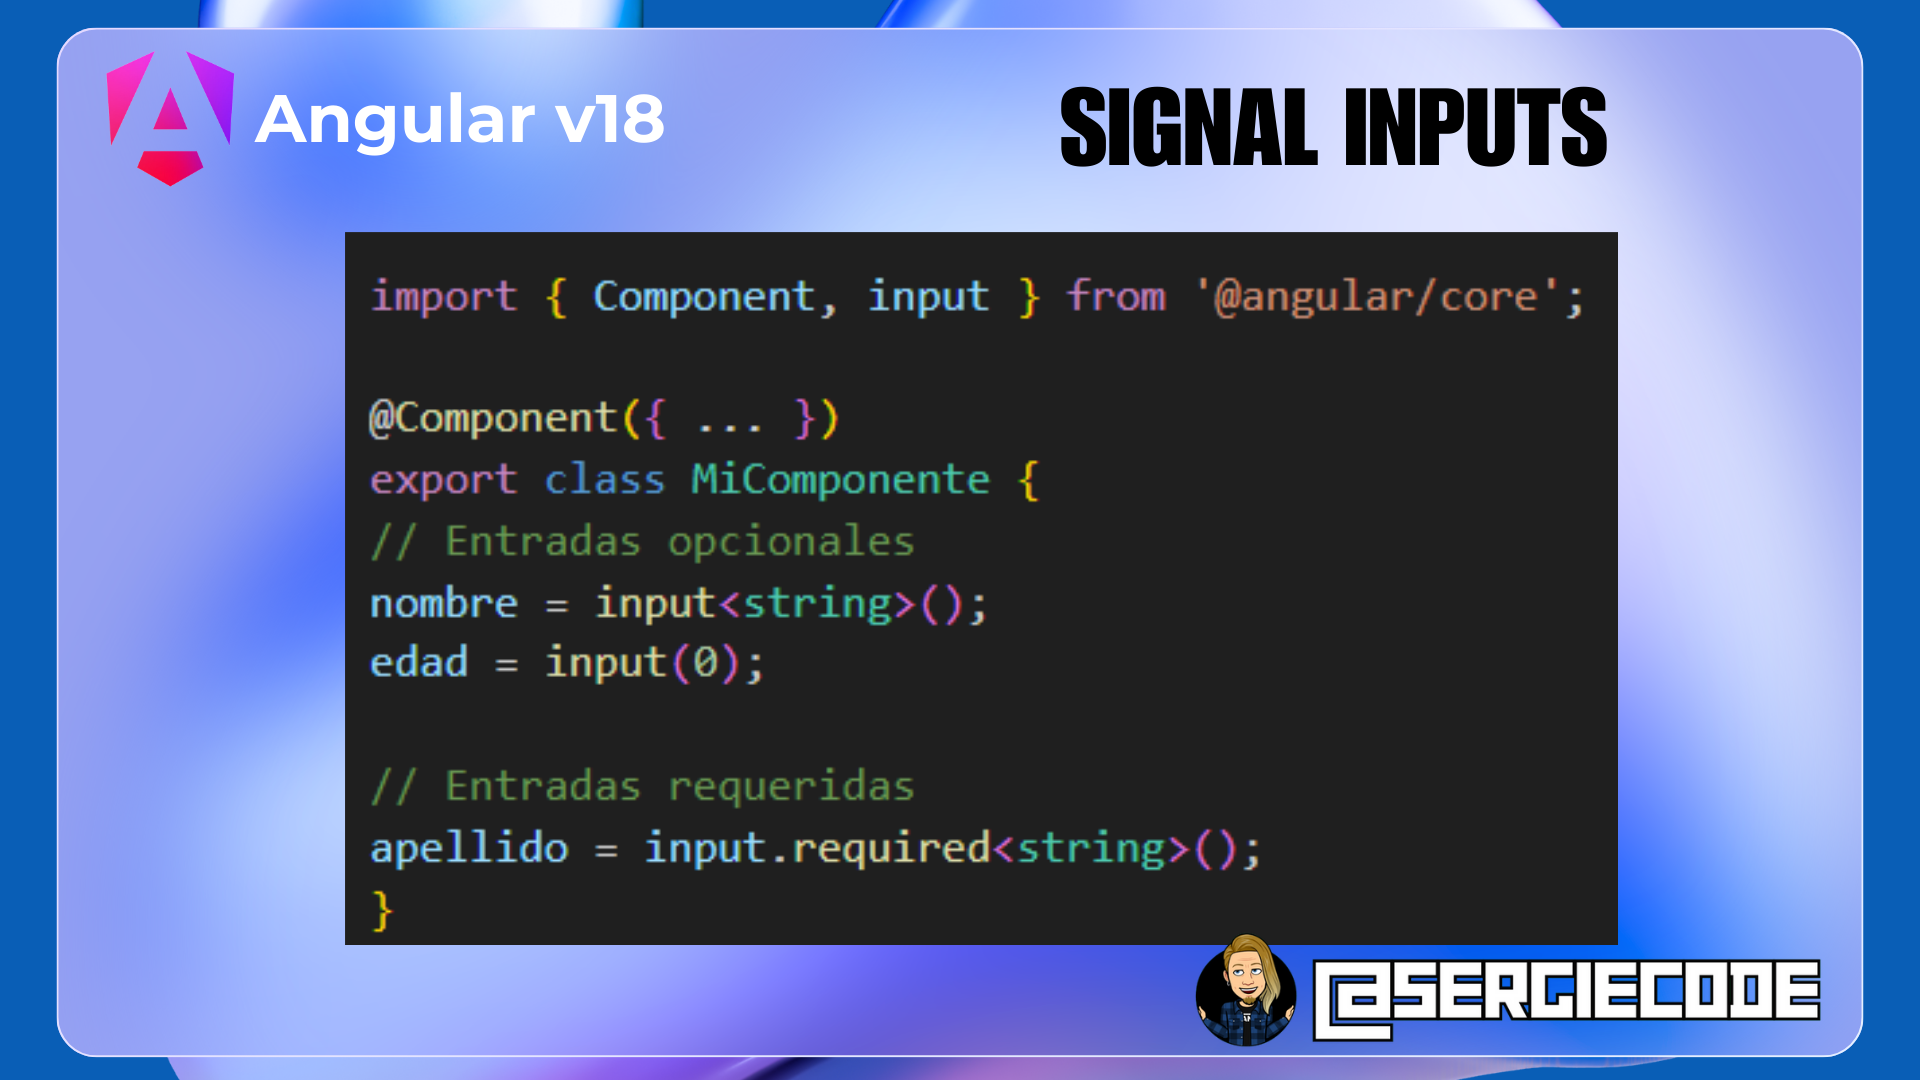 Angular v18
SIGNAL INPUTS
import { Component, input } from '@angular/core';
@Component({ ... })
export class MiComponente {
// Entradas opcionales
nombre = input<string>();
edad = input(0);
// Entradas requeridas
apellido = input.required<string>();
}
@SERGIECODE